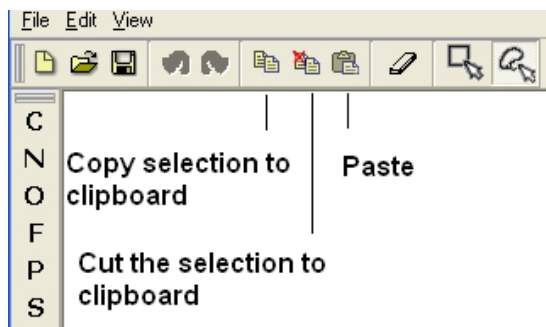 File Edit View
C
N
O
F
P
S
Copy selection to
clipboard
Paste
Cut the selection to
clipboard